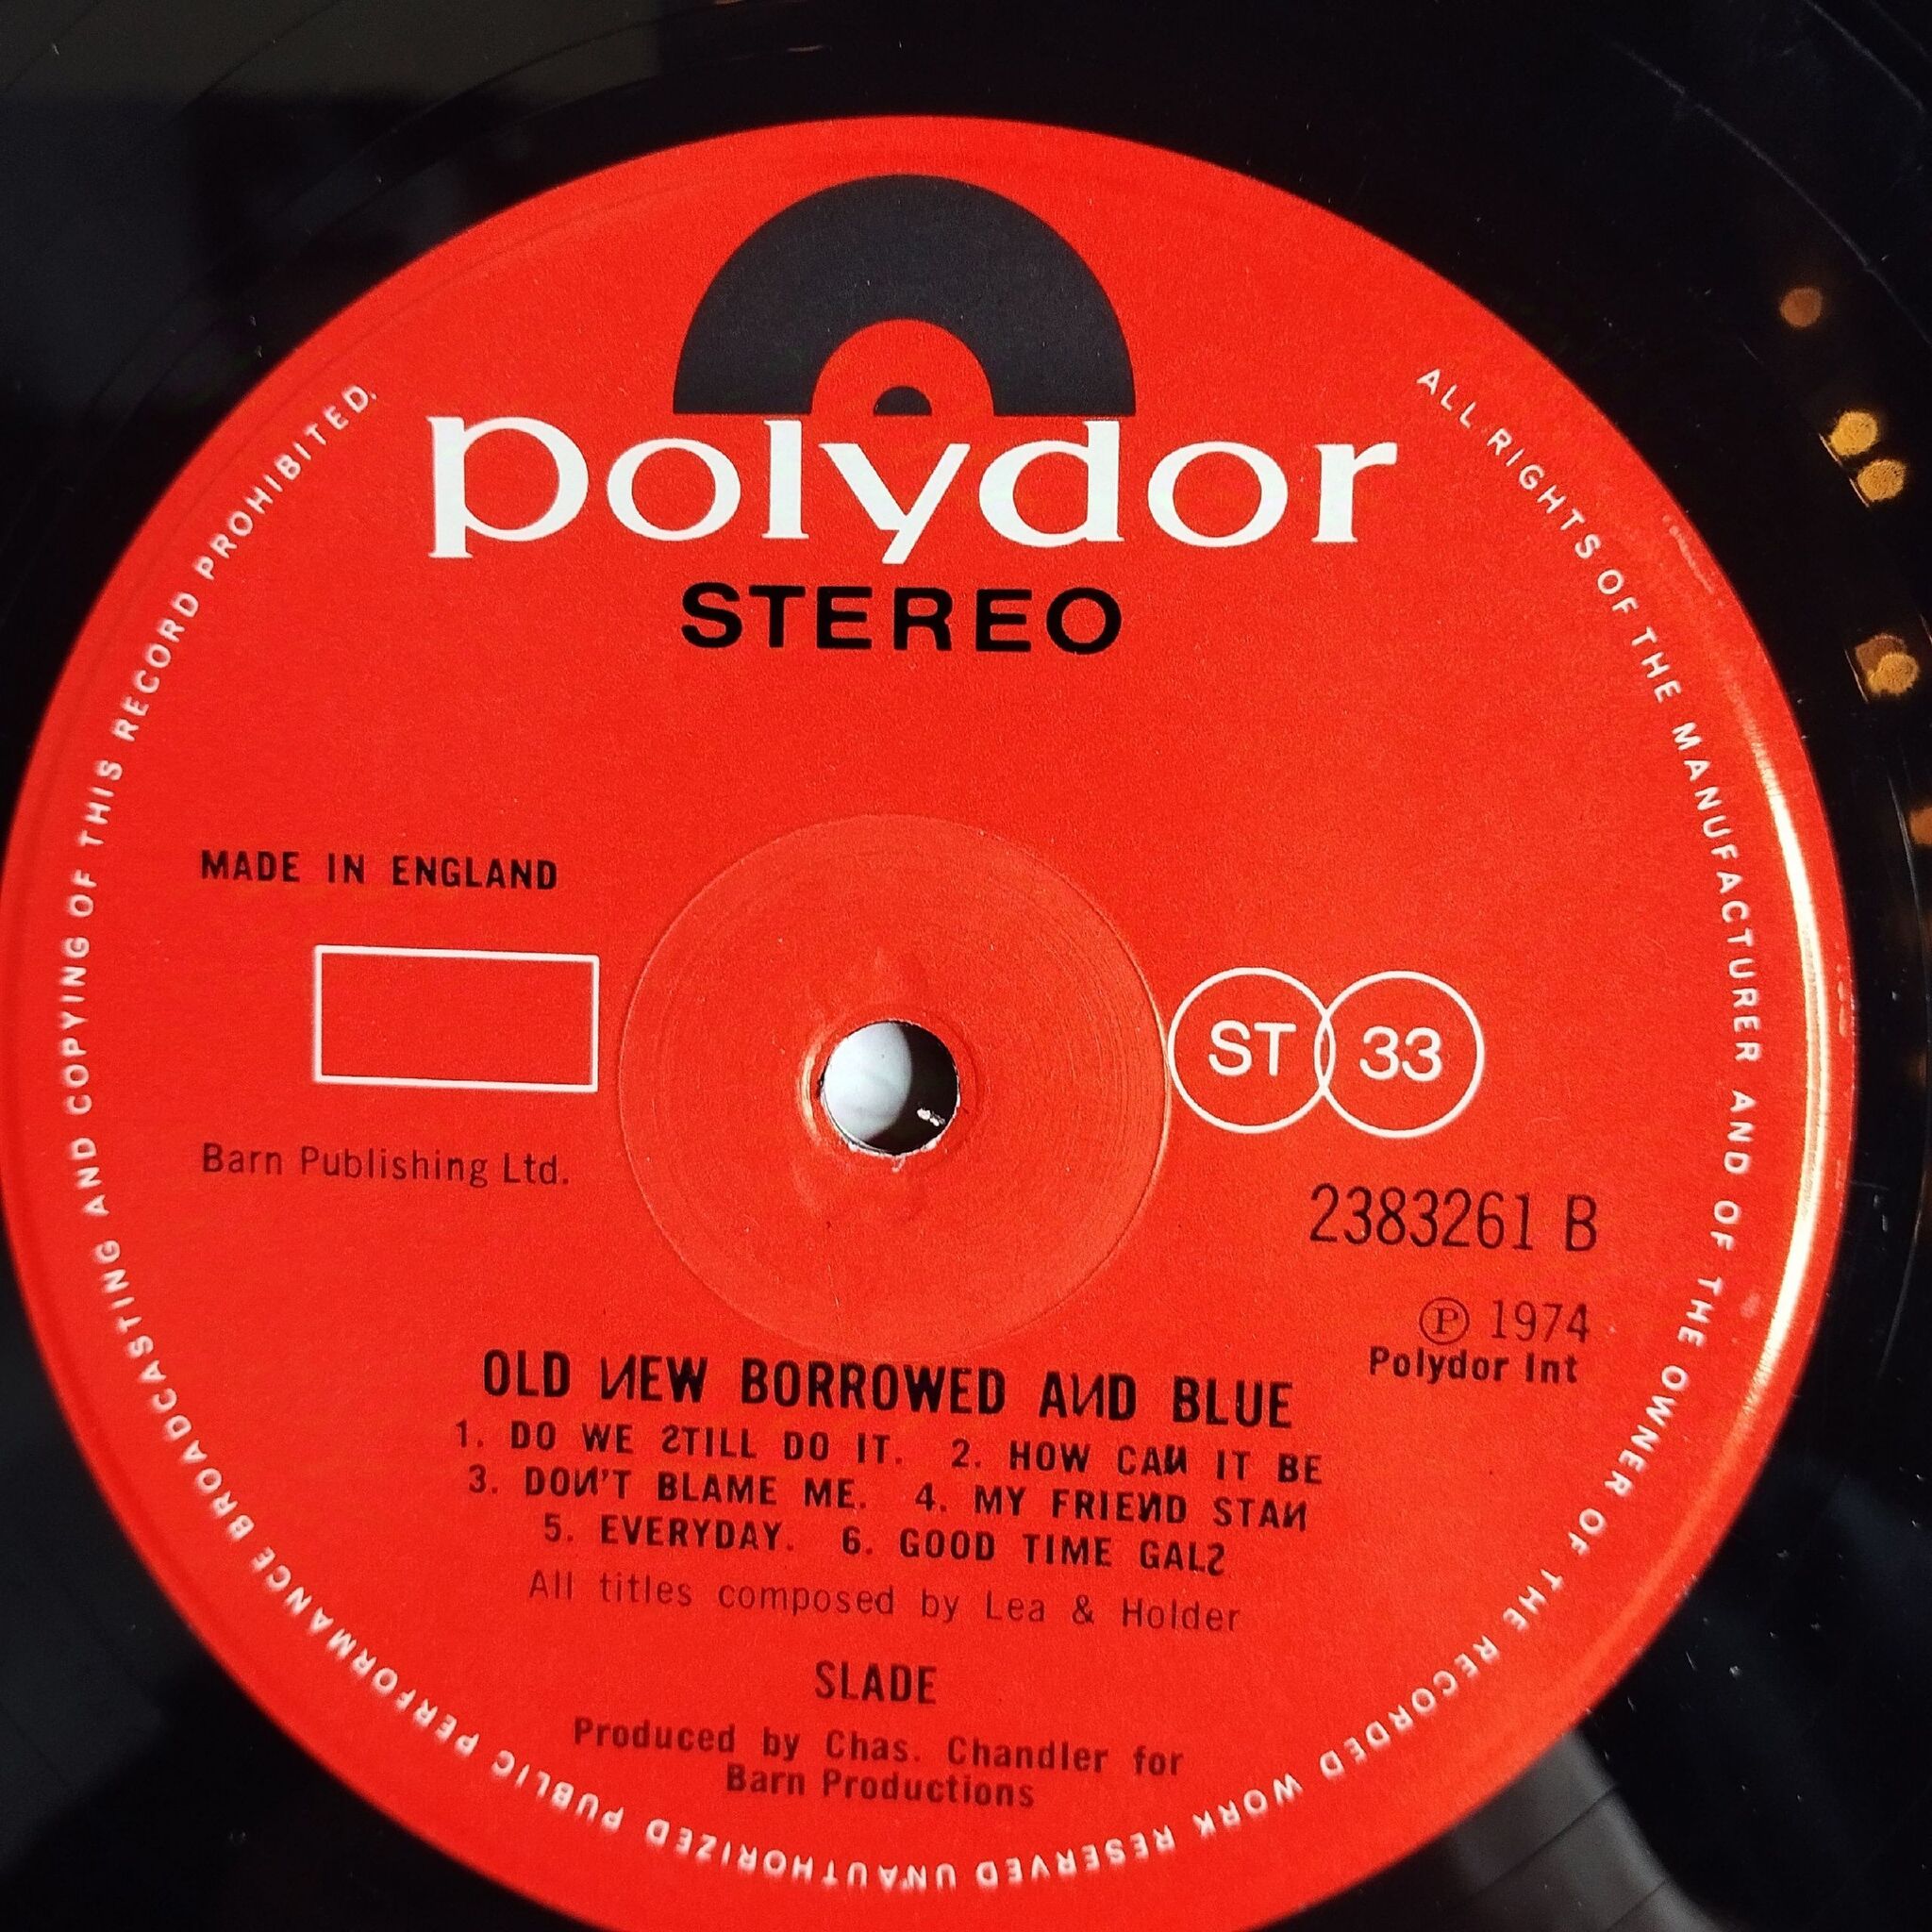 polydor
STEREO
MADE IN ENGLAND
ST 33
Barn Publishing Ltd.
2383261 B
℗ 1974
Polydor Int
OLD ИEW BORROWED AИD BLUE
1. DO WE ƧTILL DO IT. 2. HOW CAИ IT BE
3. DOИ'T BLAME ME. 4. MY FRIEИD STAИ
5. EVERYDAY. 6. GOOD TIME GALƧ
All titles composed by Lea & Holder
SLADE
Produced by Chas. Chandler for
Barn Productions
ALL RIGHTS OF THE MANUFACTURER AND OF THE OWNER OF THE RECORDED WORK RESERVED UNAUTHORIZED PUBLIC PERFORMANCE BROADCASTING AND COPYING OF THIS RECORD PROHIBITED.